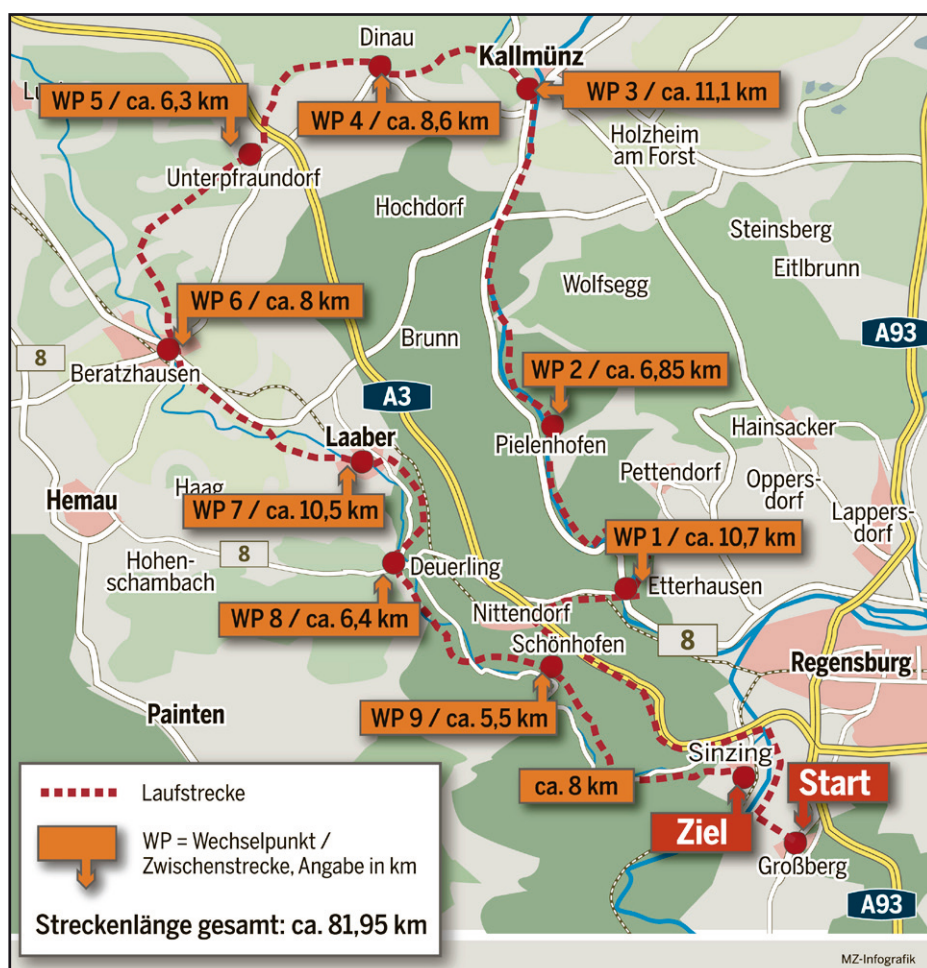 Dinau
Kallmünz
Lu
WP 5 / ca. 6,3 km
WP 4 / ca. 8,6 km
WP 3 / ca. 11,1 km
Holzheim
am Forst
Unterpfraundorf
Hochdorf
Steinsberg
Eitlbrunn
Wolfsegg
WP 6 / ca. 8 km
Brunn
A93
8
Beratzhausen
WP 2 / ca. 6,85 km
A3
Laaber
Pielenhofen
Hainsacker
Pettendorf
Oppers-
dorf
Haag
Hemau
WP 7 / ca. 10,5 km
Lappers-
dorf
WP 1 / ca. 10,7 km
Hohen-
schambach
8
Deuerling
Etterhausen
WP 8 / ca. 6,4 km
Nittendorf
8
Schönhofen
Regensburg
Painten
WP 9 / ca. 5,5 km
Sinzing
ca. 8 km
Start
Ziel
Großberg
A93
Laufstrecke
WP = Wechselpunkt /
Zwischenstrecke, Angabe in km
Streckenlänge gesamt: ca. 81,95 km
MZ-Infografik